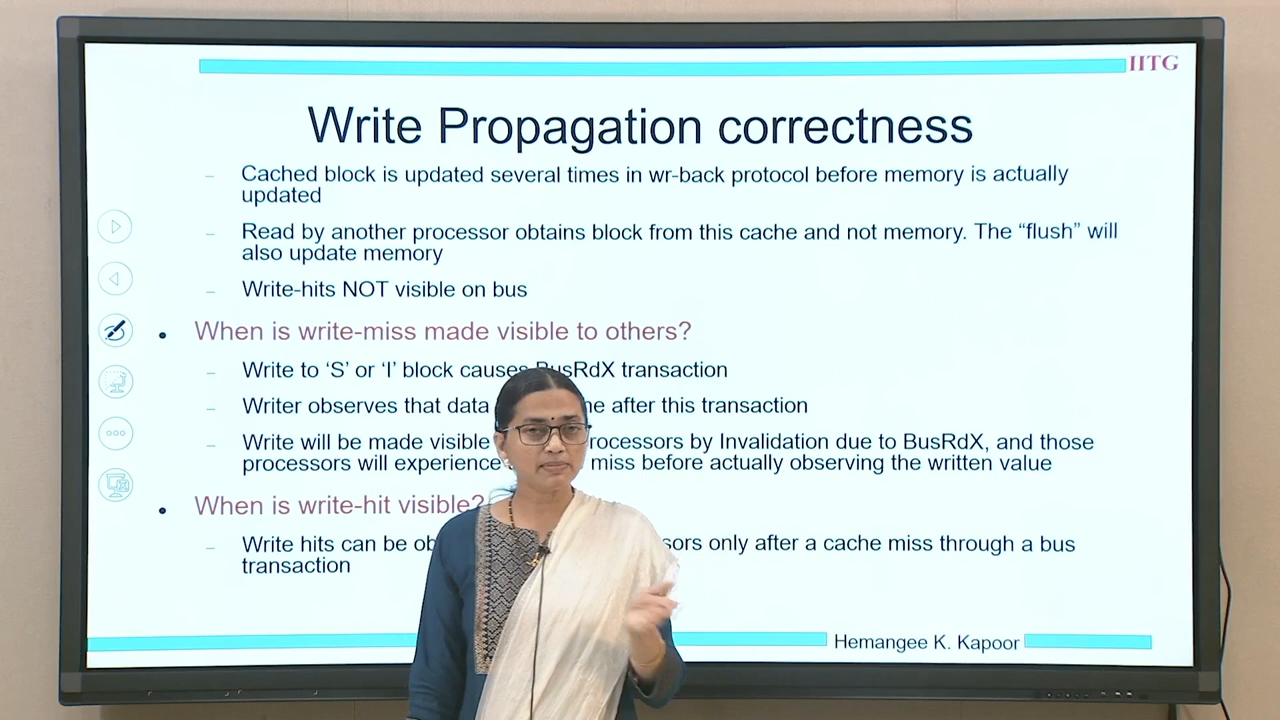 IITG
Write Propagation correctness
– Cached block is updated several times in wr-back protocol before memory is actually
updated
– Read by another processor obtains block from this cache and not memory. The “flush” will
also update memory
– Write-hits NOT visible on bus
• When is write-miss made visible to others?
– Write to ‘S’ or ‘I’ block causes BusRdX transaction
– Writer observes that data after this transaction
– Write will be made visible by Invalidation due to BusRdX, and those
processors will experience miss before actually observing the written value
• When is write-hit visible?
– Write hits can be only after a cache miss through a bus
transaction
Hemangee K. Kapoor